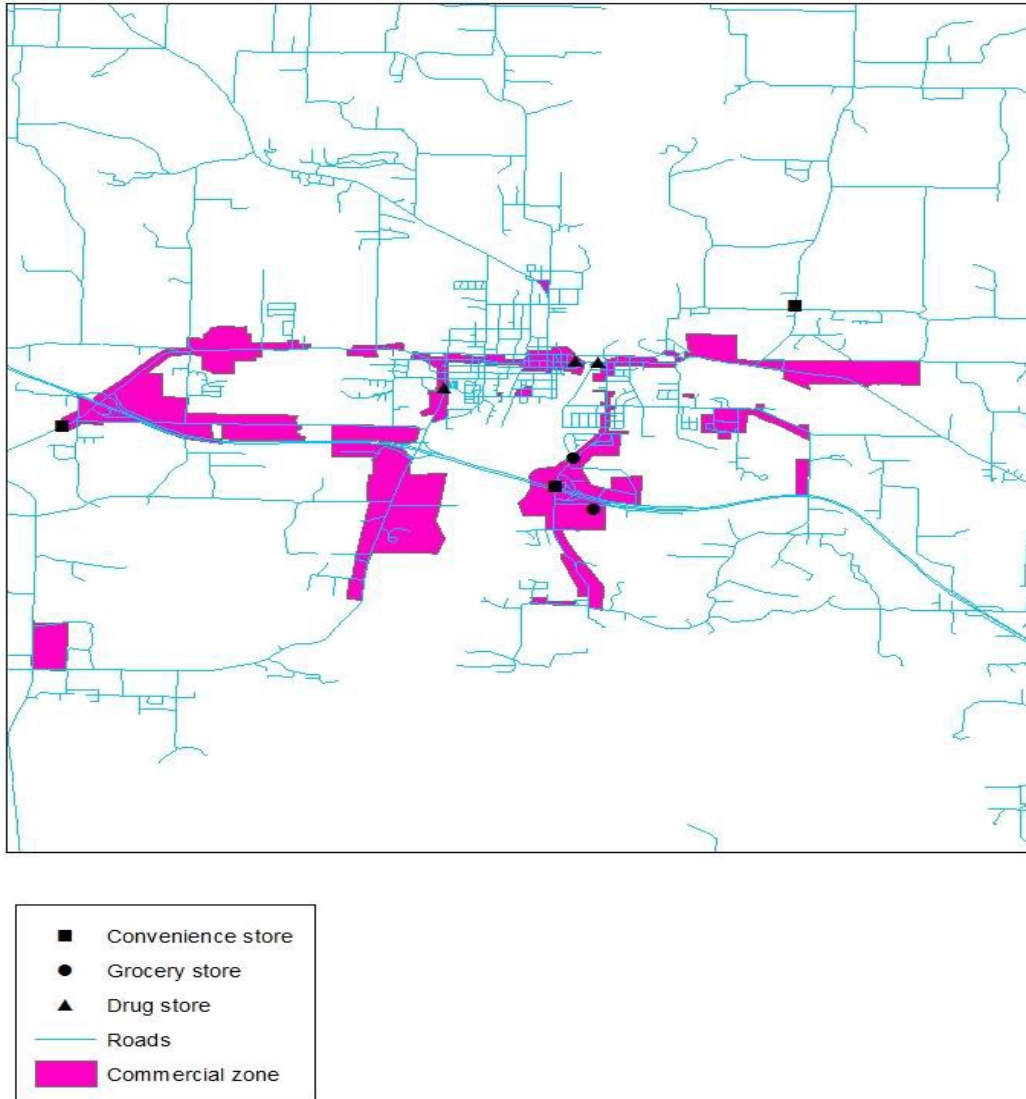 Convenience store
Grocery store
Drug store
Roads
Commercial zone